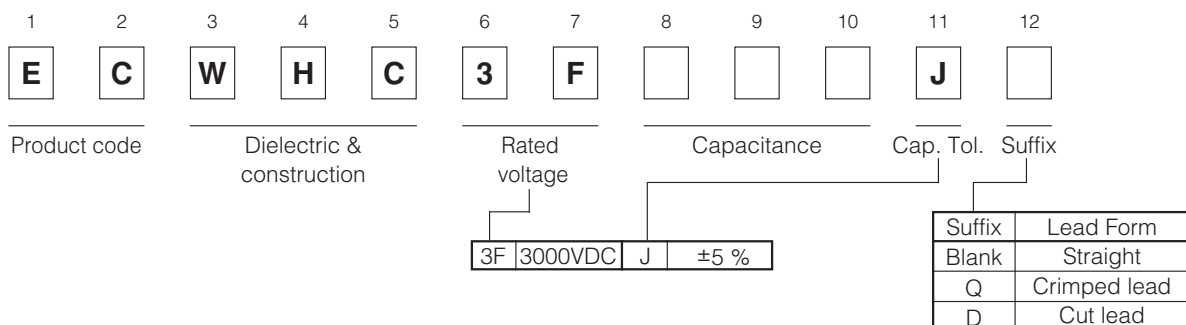 1 2 3 4 5 6 7 8 9 10 11 12
E C W H C 3 F J
Product code Dielectric & Rated Capacitance Cap. Tol. Suffix
construction voltage
3F 3000VDC J ±5 %
Suffix Lead Form
Blank Straight
Q Crimped lead
D Cut lead